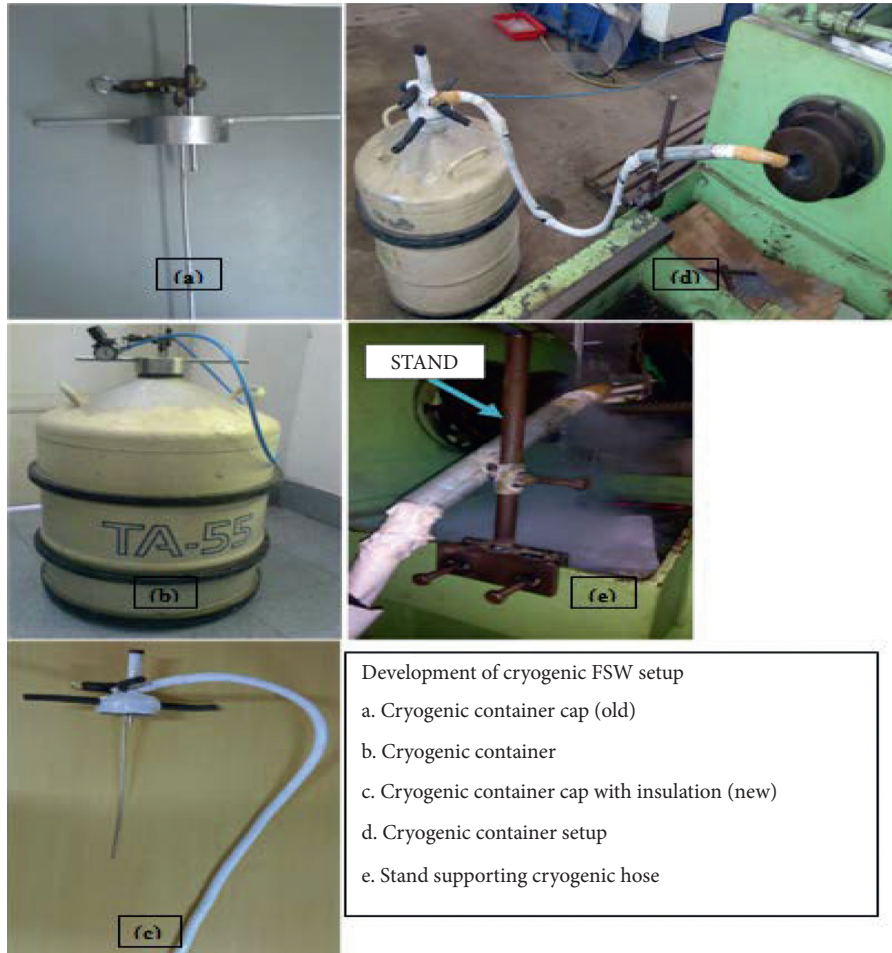 (a)
(d)
STAND
TA-55
(b)
(e)
(c)
Development of cryogenic FSW setup
a. Cryogenic container cap (old)
b. Cryogenic container
c. Cryogenic container cap with insulation (new)
d. Cryogenic container setup
e. Stand supporting cryogenic hose